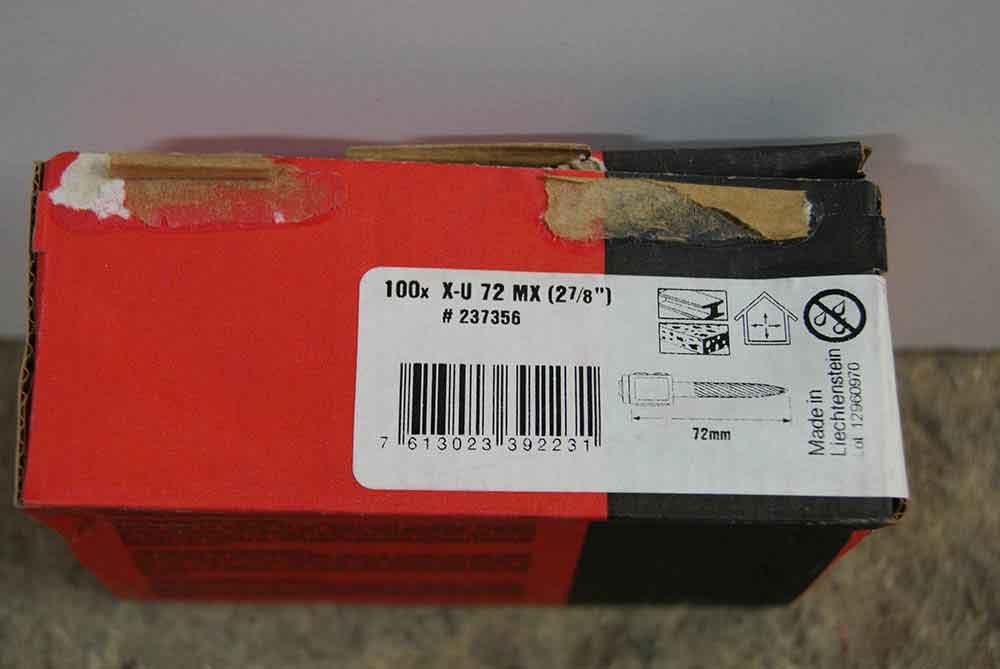 100x X-U 72 MX (2 7/8")
# 237356
7 613023 392231
72mm
Made in
Liechtenstein
Lot 12960970